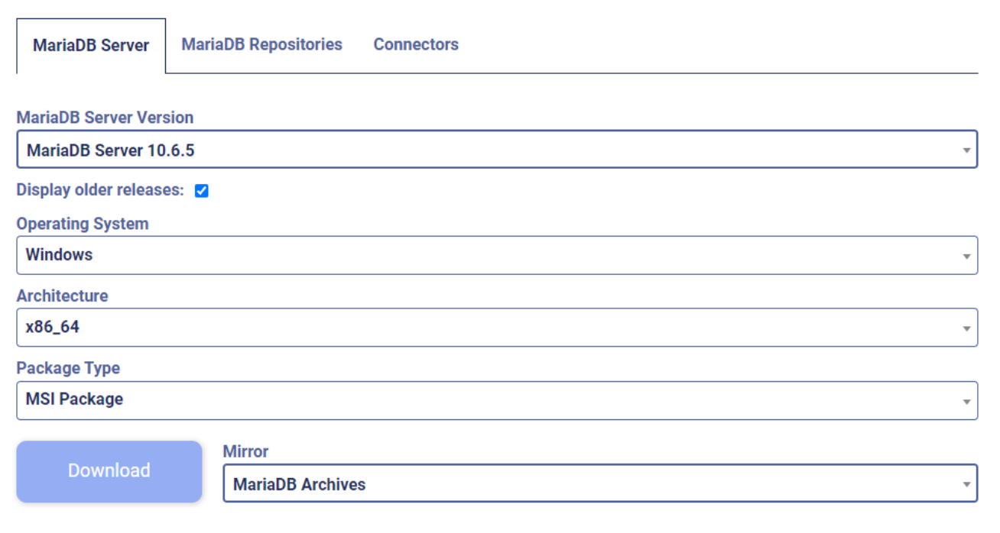 MariaDB Server MariaDB Repositories Connectors
MariaDB Server Version
MariaDB Server 10.6.5
Display older releases:
Operating System
Windows
Architecture
x86_64
Package Type
MSI Package
Download
Mirror
MariaDB Archives